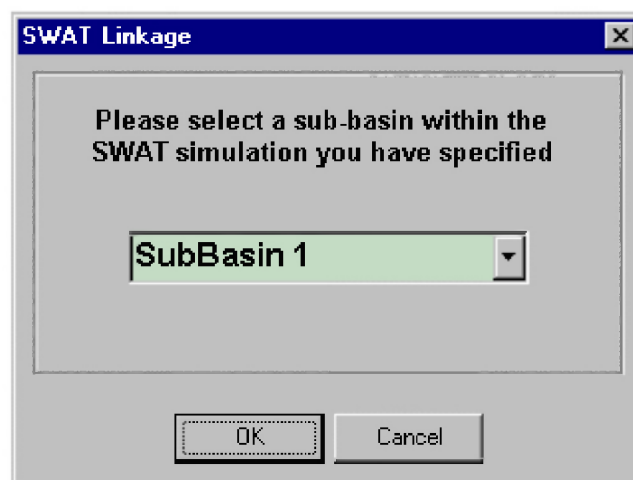 SWAT Linkage
Please select a sub-basin within the
SWAT simulation you have specified
SubBasin 1
OK
Cancel